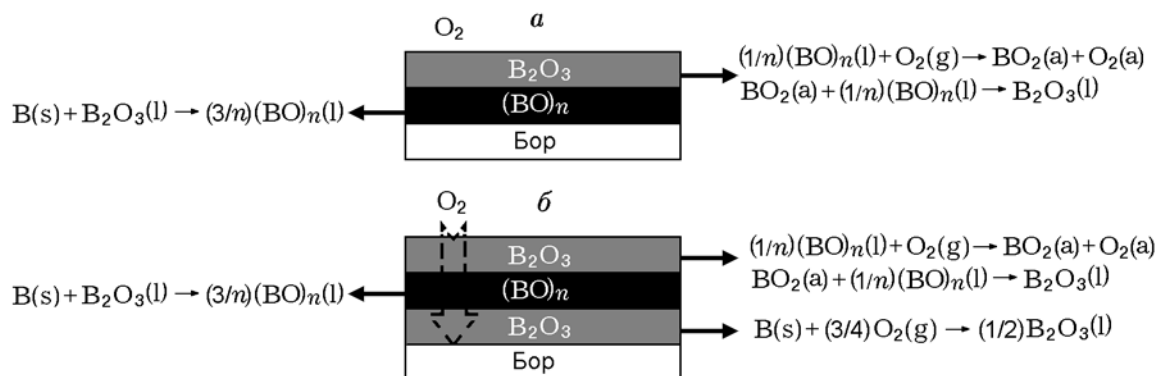 O₂ а
B₂O₃
(BO)n
Бор
B(s) + B₂O₃(l) → (3/n)(BO)n(l)
(1/n)(BO)n(l) + O₂(g) → BO₂(a) + O₂(a)
BO₂(a) + (1/n)(BO)n(l) → B₂O₃(l)
O₂ б
B₂O₃
(BO)n
B₂O₃
Бор
B(s) + B₂O₃(l) → (3/n)(BO)n(l)
(1/n)(BO)n(l) + O₂(g) → BO₂(a) + O₂(a)
BO₂(a) + (1/n)(BO)n(l) → B₂O₃(l)
B(s) + (3/4)O₂(g) → (1/2)B₂O₃(l)